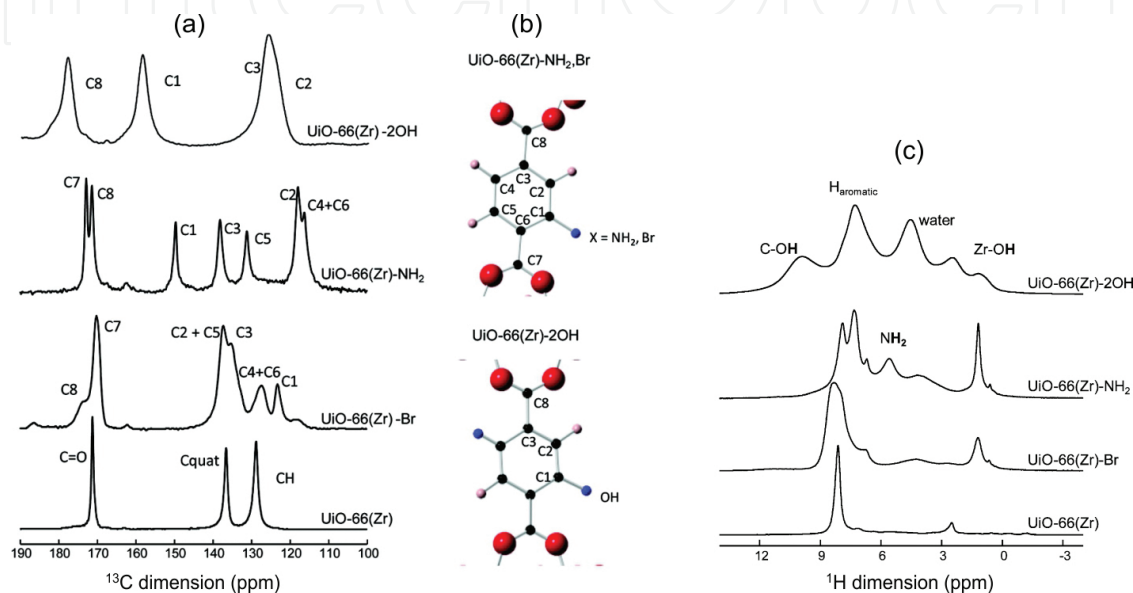 (a)
C8
C1
C3
C2
UiO-66(Zr)-2OH
C7
C8
C1
C3
C5
C2
C4+C6
UiO-66(Zr)-NH₂
C8
C7
C2 + C5
C3
C4+C6
C1
UiO-66(Zr) -Br
C=O
Cquat
CH
UiO-66(Zr)
190 180 170 160 150 140 130 120 110 100
¹³C dimension (ppm)
(b)
UiO-66(Zr)-NH₂,Br
C8
C3
C4
C2
C5
C1
C6
X = NH₂, Br
C7
UiO-66(Zr)-2OH
C8
C3
C2
C1
OH
(c)
Haromatic
water
C-OH
Zr-OH
UiO-66(Zr)-2OH
NH₂
UiO-66(Zr)-NH₂
UiO-66(Zr)-Br
UiO-66(Zr)
12 9 6 3 0 -3
¹H dimension (ppm)